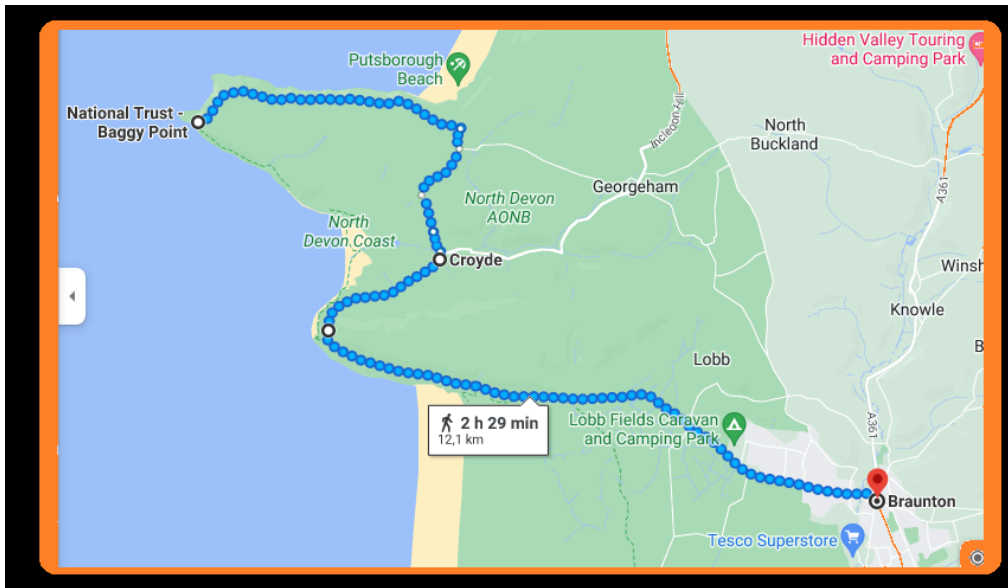 Hidden Valley Touring
and Camping Park
Putsborough
Beach
National Trust -
Baggy Point
North
Buckland
Incledon Hill
A361
Georgeham
North Devon
AONB
North
Devon Coast
Croyde
Winsh
Knowle
B
Lobb
2 h 29 min
12,1 km
Lobb Fields Caravan
and Camping Park
A361
Braunton
Tesco Superstore